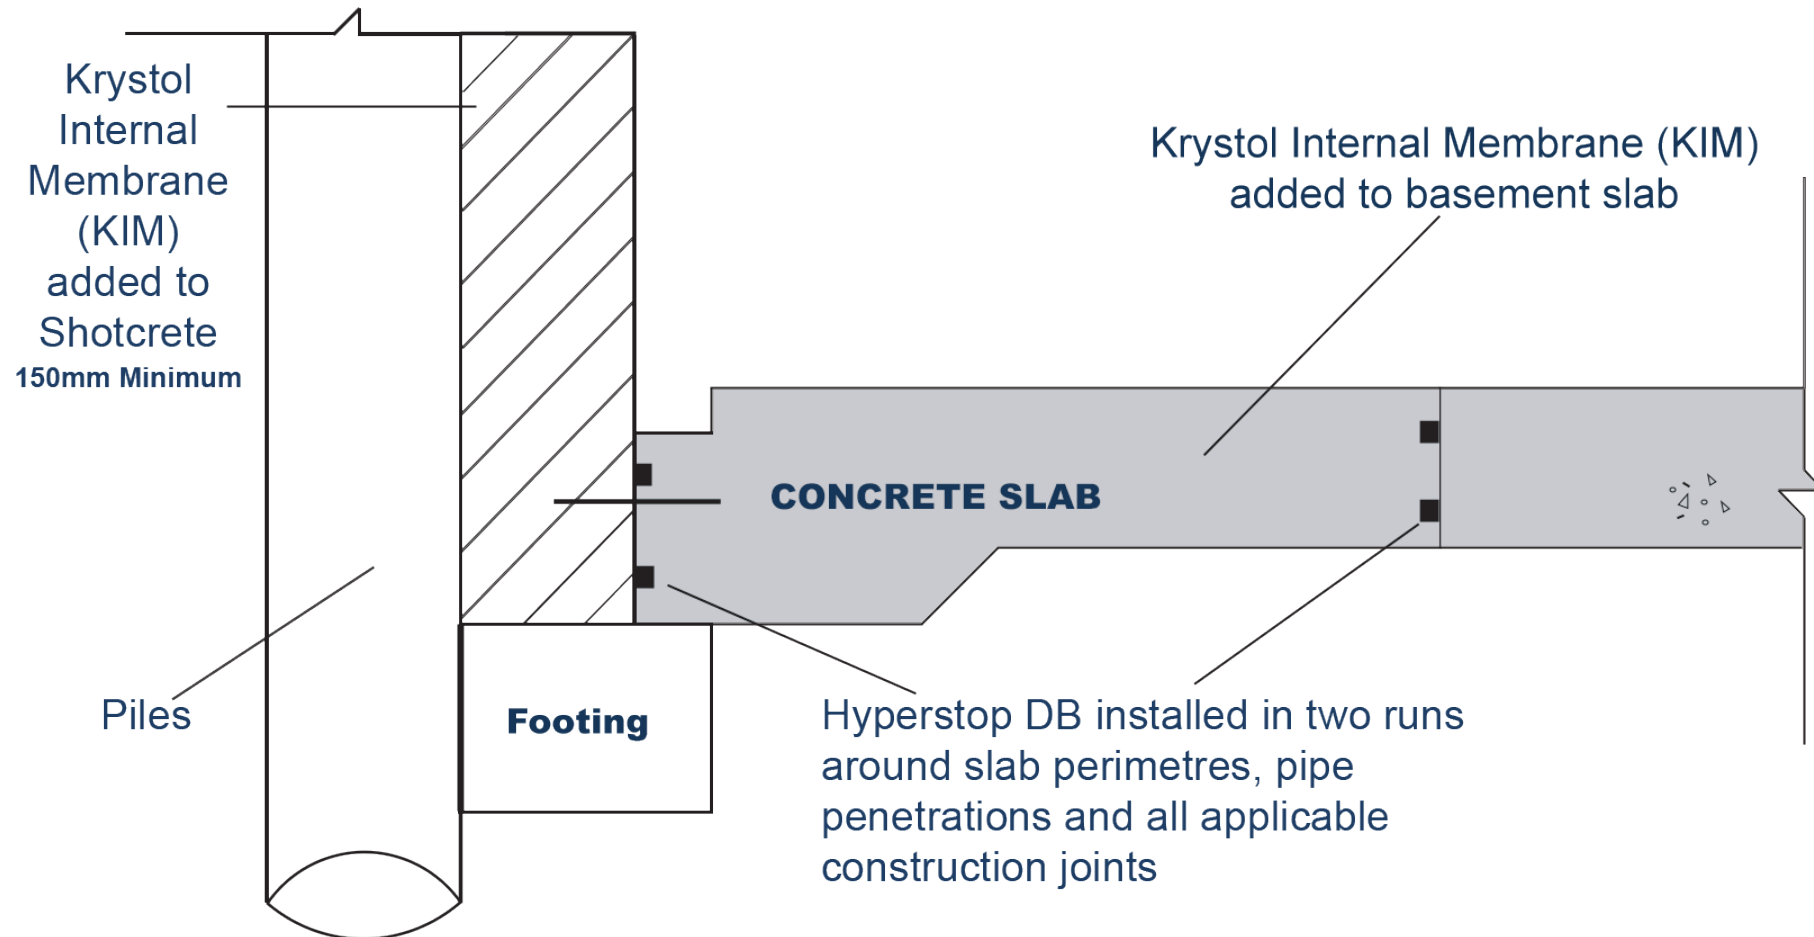 Krystol
Internal
Membrane
(KIM)
added to
Shotcrete
150mm Minimum
Krystol Internal Membrane (KIM)
added to basement slab
CONCRETE SLAB
Piles
Footing
Hyperstop DB installed in two runs
around slab perimetres, pipe
penetrations and all applicable
construction joints